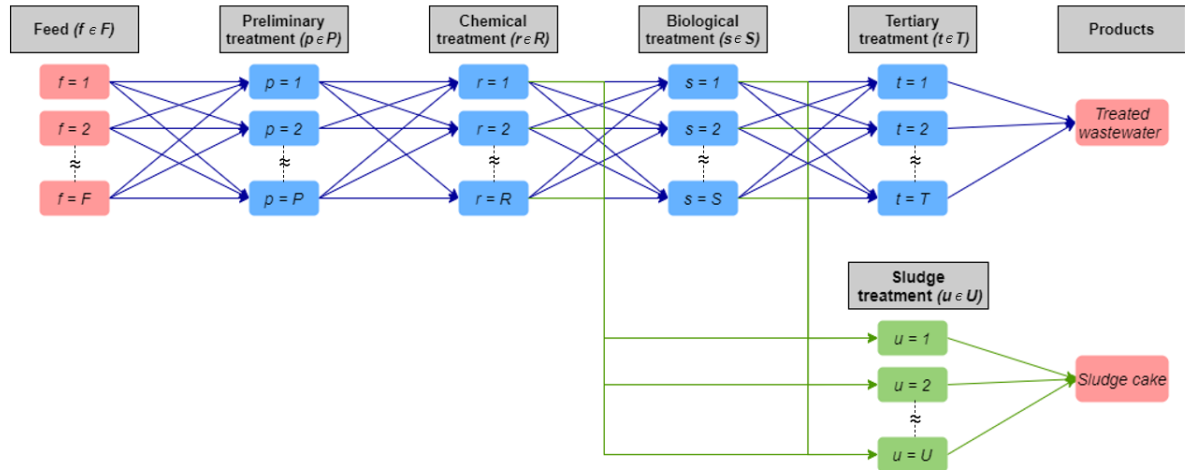 Feed (f ϵ F)
Preliminary
treatment (p ϵ P)
Chemical
treatment (r ϵ R)
Biological
treatment (s ϵ S)
Tertiary
treatment (t ϵ T)
Products
f = 1
p = 1
r = 1
s = 1
t = 1
f = 2
p = 2
r = 2
s = 2
t = 2
Treated
wastewater
≈
≈
≈
≈
≈
f = F
p = P
r = R
s = S
t = T
Sludge
treatment (u ϵ U)
u = 1
u = 2
Sludge cake
≈
u = U